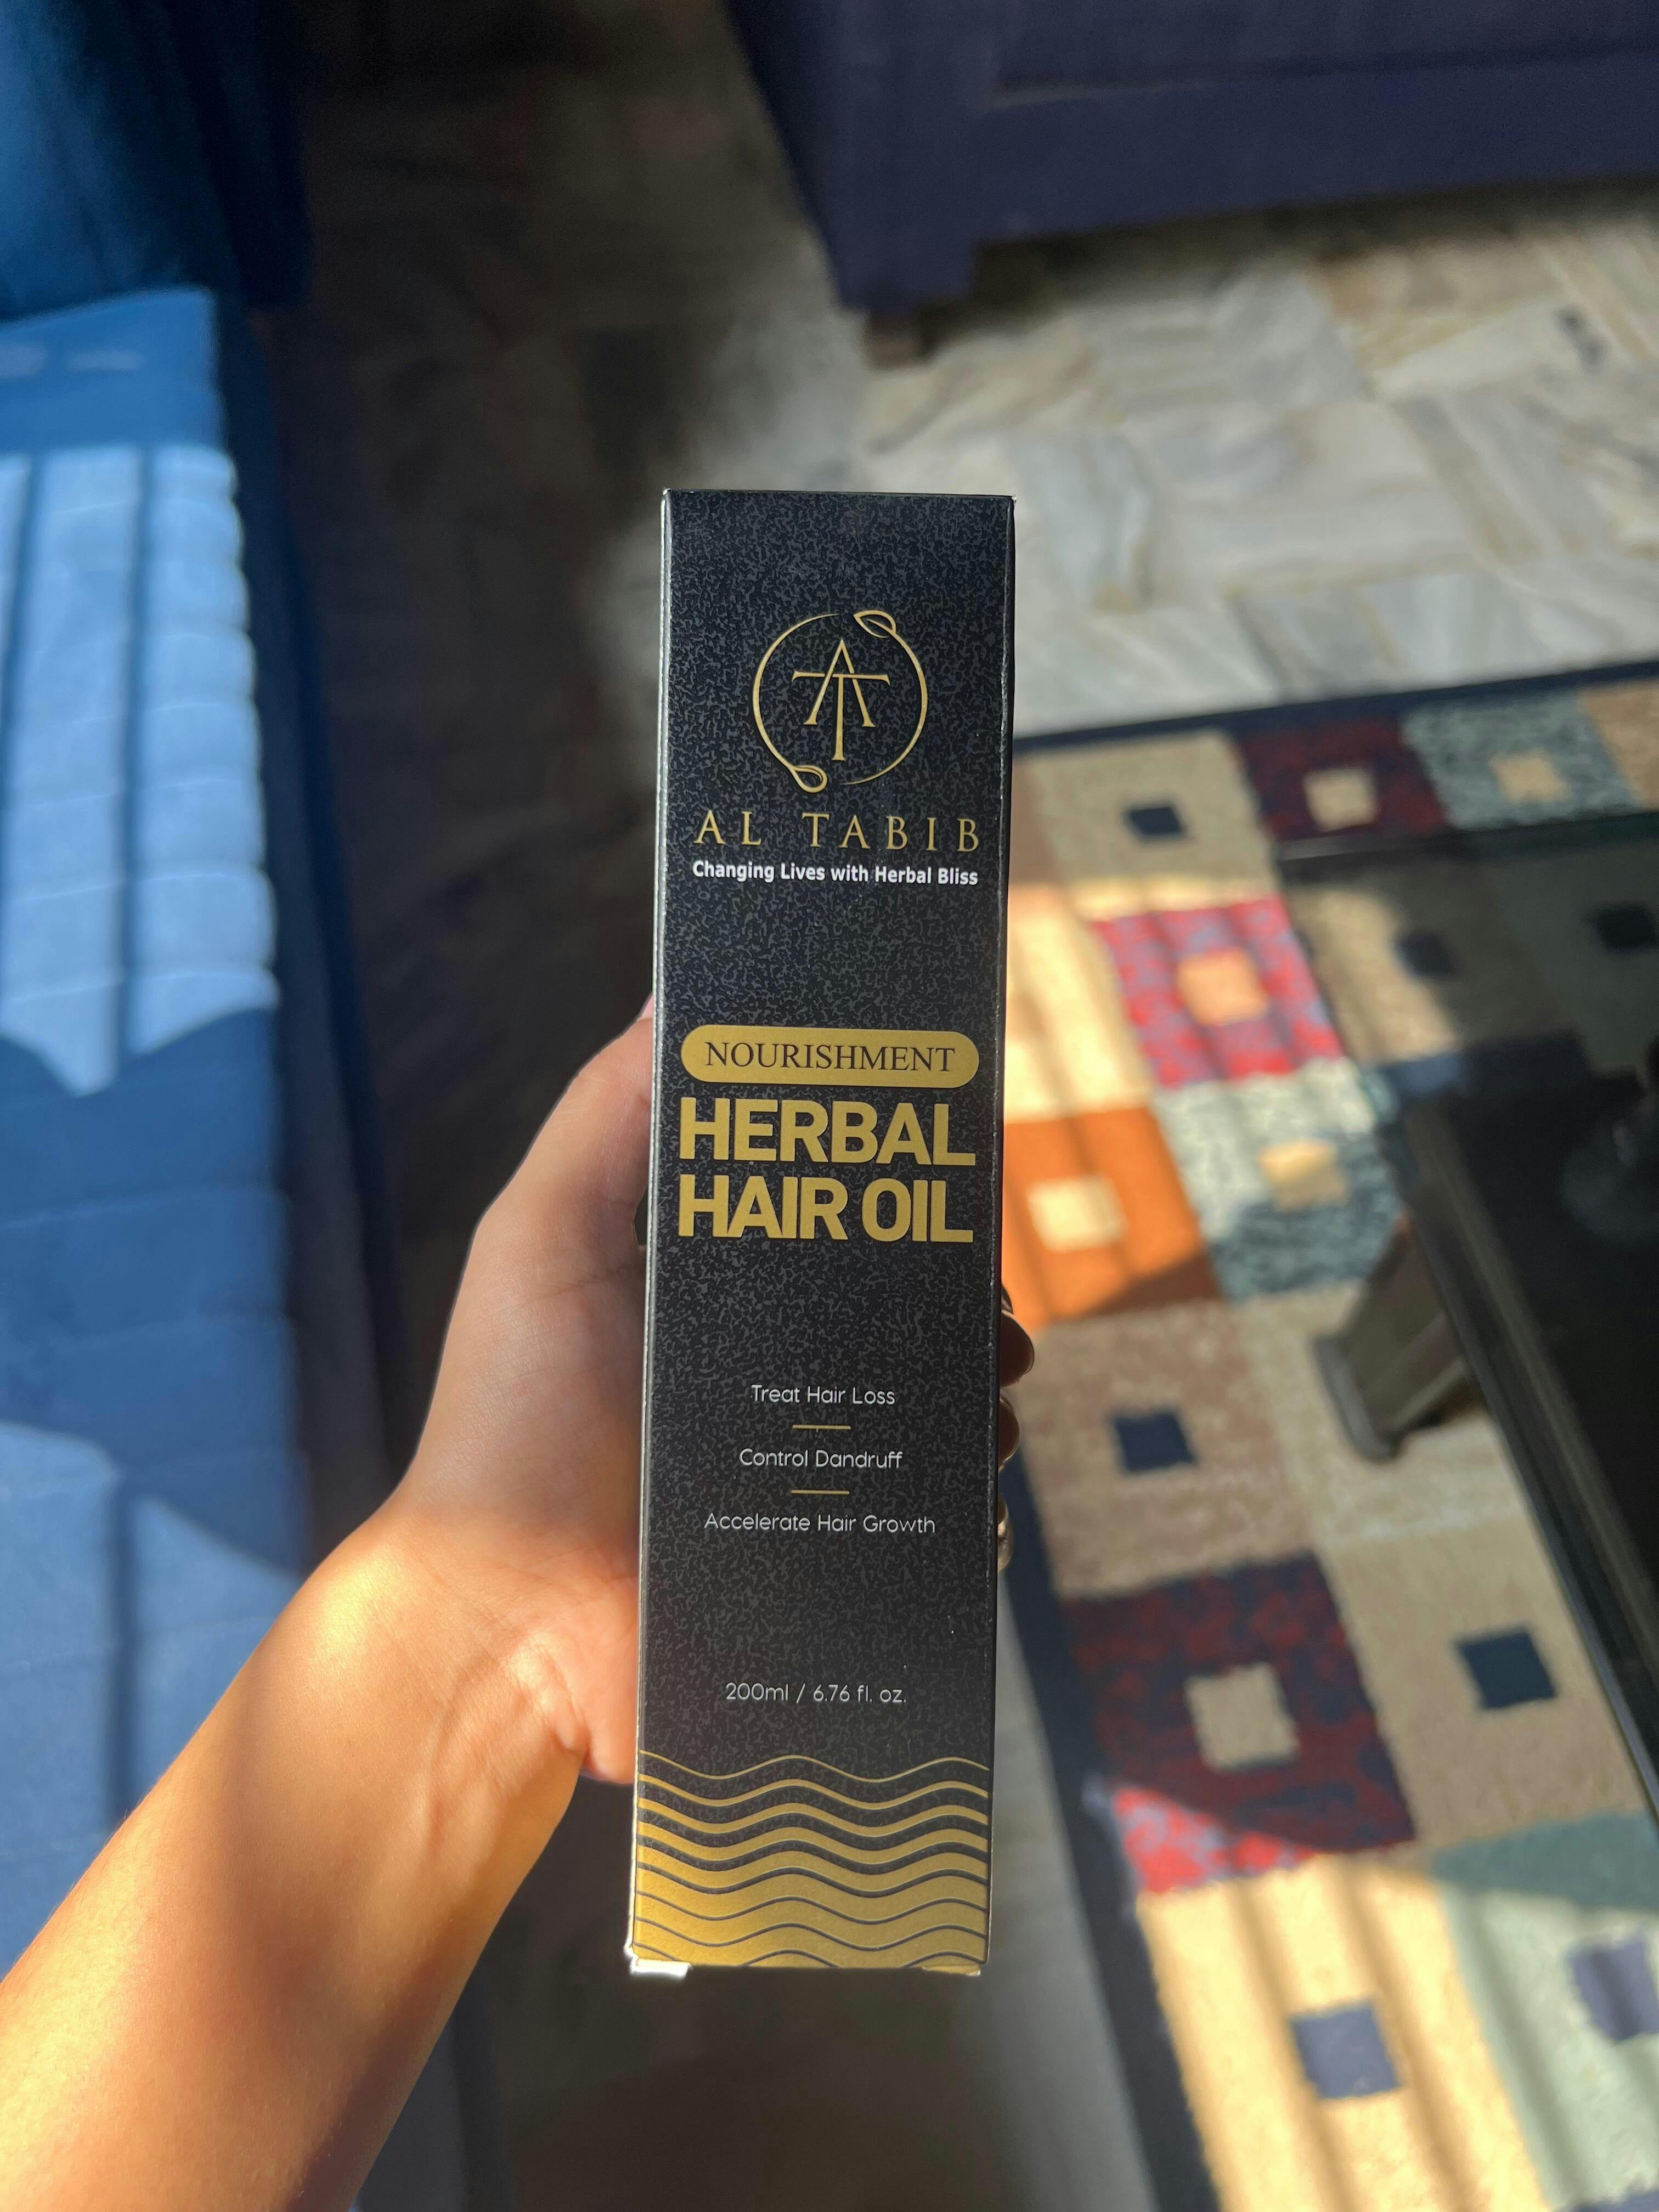 AT
AL TABIB
Changing Lives with Herbal Bliss
NOURISHMENT
HERBAL
HAIR OIL
Treat Hair Loss
Control Dandruff
Accelerate Hair Growth
200ml / 6.76 fl. oz.